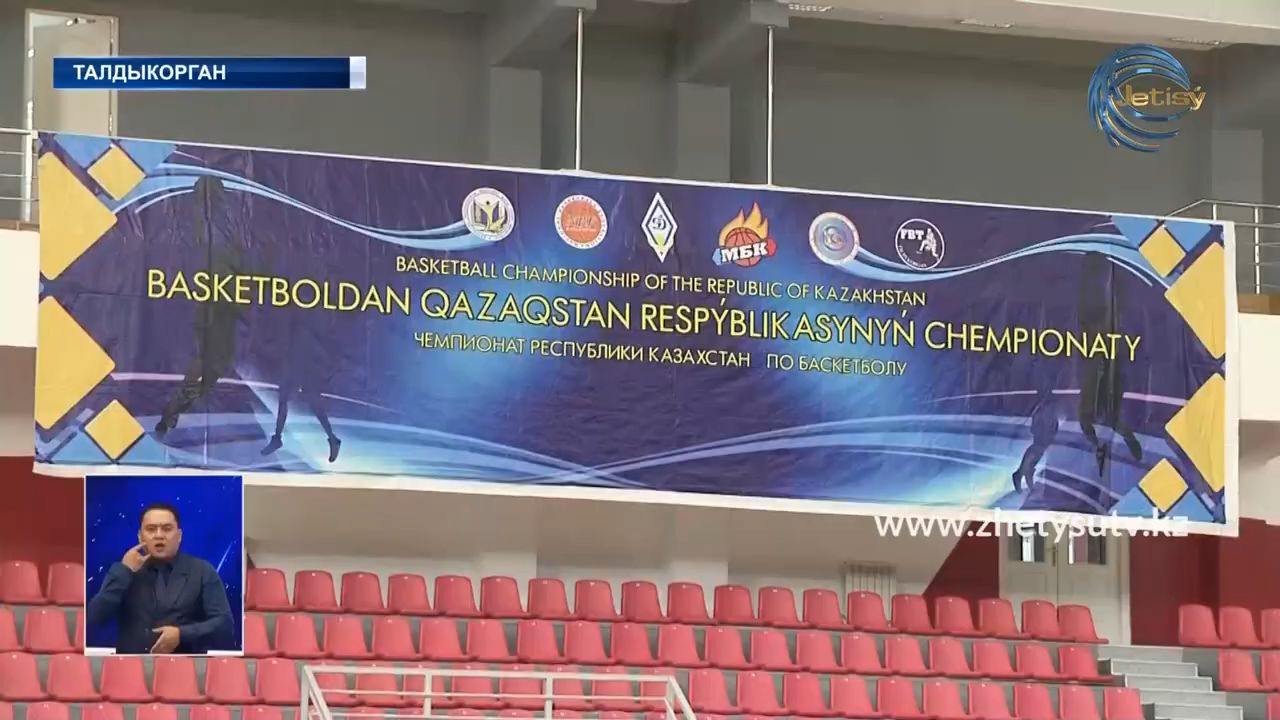 ТАЛДЫКОРГАН
Jetisý
МБК
FBT
BASKETBALL CHAMPIONSHIP OF THE REPUBLIC OF KAZAKHSTAN
BASKETBOLDAN QAZAQSTAN RESPÝBLIKASYNYŃ CHEMPIONATY
ЧЕМПИОНАТ РЕСПУБЛИКИ КАЗАХСТАН ПО БАСКЕТБОЛУ
www.zhetysutv.kz